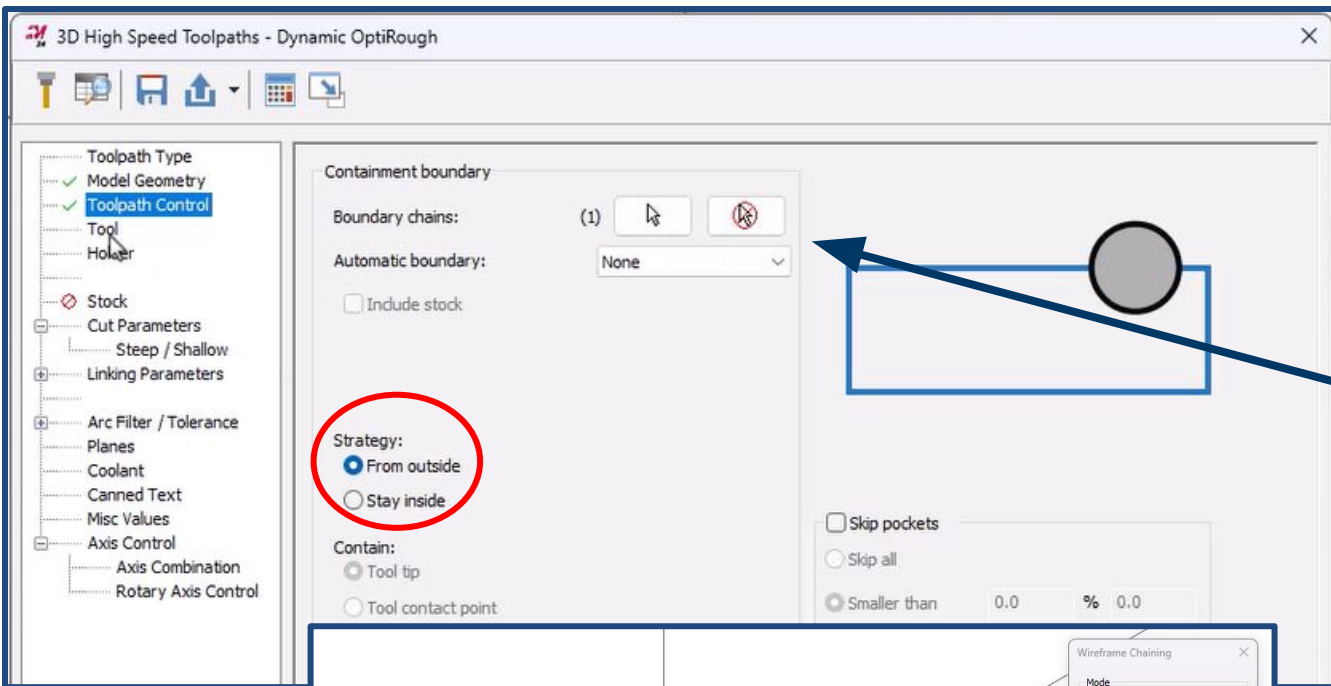 3D High Speed Toolpaths - Dynamic OptiRough
Toolpath Type
Model Geometry
Toolpath Control
Tool
Holder
Stock
Cut Parameters
Steep / Shallow
Linking Parameters
Arc Filter / Tolerance
Planes
Coolant
Canned Text
Misc Values
Axis Control
Axis Combination
Rotary Axis Control
Containment boundary
Boundary chains: (1)
Automatic boundary: None
Include stock
Strategy:
From outside
Stay inside
Contain:
Tool tip
Tool contact point
Skip pockets
Skip all
Smaller than 0.0 % 0.0
Wireframe Chaining
Mode